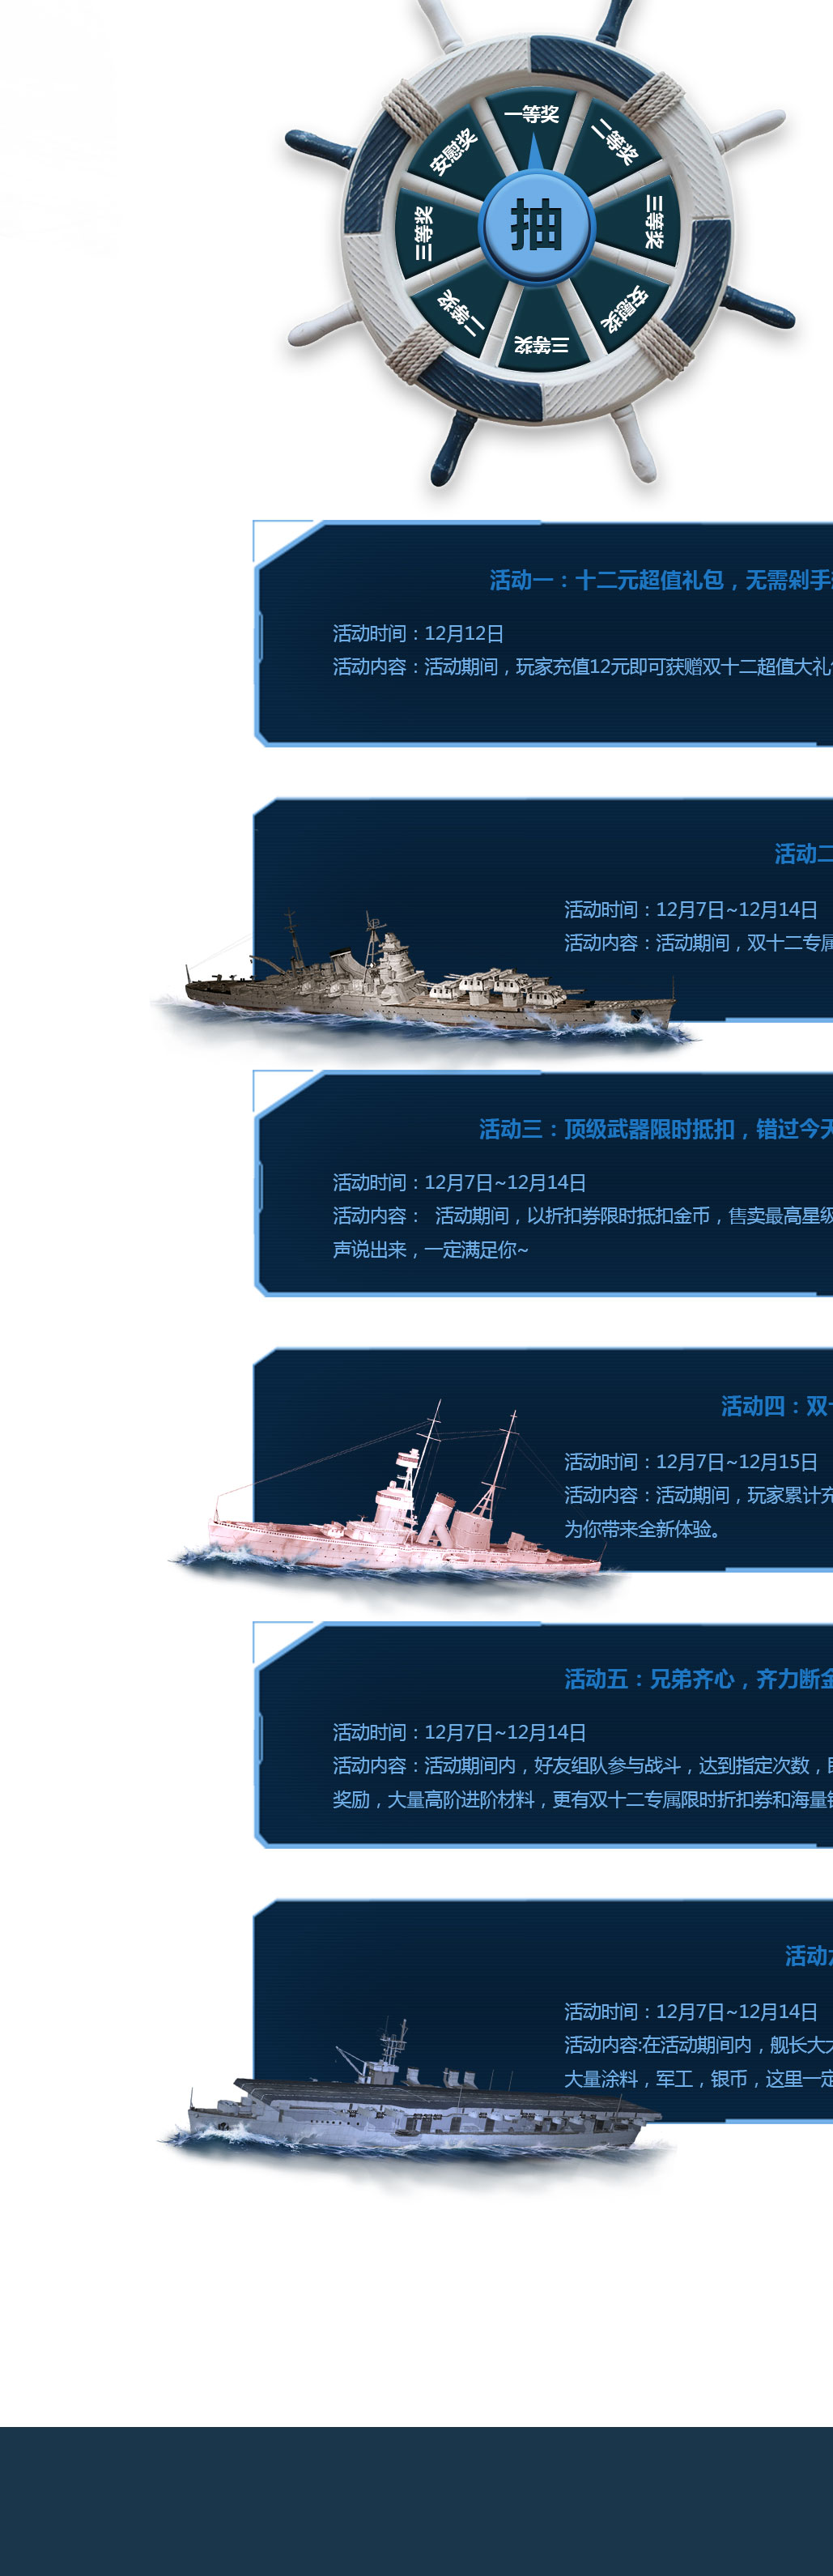 一等奖
二等奖
三等奖
安慰奖
三等奖
二等奖
三等奖
安慰奖
抽
活动一：十二元超值礼包，无需剁手
活动时间：12月12日
活动内容：活动期间，玩家充值12元即可获赠双十二超值大礼
活动二
活动时间：12月7日~12月14日
活动内容：活动期间，双十二专属
活动三：顶级武器限时抵扣，错过今天
活动时间：12月7日~12月14日
活动内容： 活动期间，以折扣券限时抵扣金币，售卖最高星级
声说出来，一定满足你~
活动四：双十
活动时间：12月7日~12月15日
活动内容：活动期间，玩家累计充
为你带来全新体验。
活动五：兄弟齐心，齐力断金
活动时间：12月7日~12月14日
活动内容：活动期间内，好友组队参与战斗，达到指定次数，
奖励，大量高阶进阶材料，更有双十二专属限时折扣券和海量
活动
活动时间：12月7日~12月14日
活动内容:在活动期间内，舰长大
大量涂料，军工，银币，这里一定